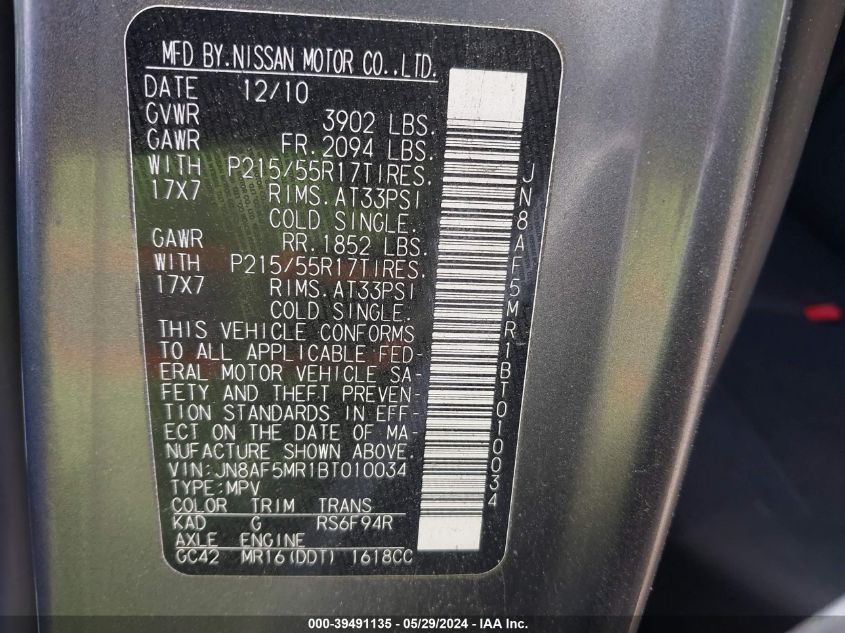 MFD BY.NISSAN MOTOR CO.,LTD.
DATE 12/10
GVWR 3902 LBS.
GAWR FR.2094 LBS.
WITH P215/55R17TIRES.
17X7 RIMS.AT33PSI
COLD SINGLE.
GAWR RR.1852 LBS.
WITH P215/55R17TIRES.
17X7 RIMS.AT33PSI
COLD SINGLE.
THIS VEHICLE CONFORMS
TO ALL APPLICABLE FED-
ERAL MOTOR VEHICLE SA-
FETY AND THEFT PREVEN-
TION STANDARDS IN EFF-
ECT ON THE DATE OF MA-
NUFACTURE SHOWN ABOVE.
VIN:JN8AF5MR1BT010034
TYPE:MPV
COLOR TRIM TRANS
KAD G RS6F94R
AXLE ENGINE
GC42 MR16(DDT) 1618CC
JN8AF5MR1BT010034
000-39491135 - 05/29/2024 - IAA Inc.